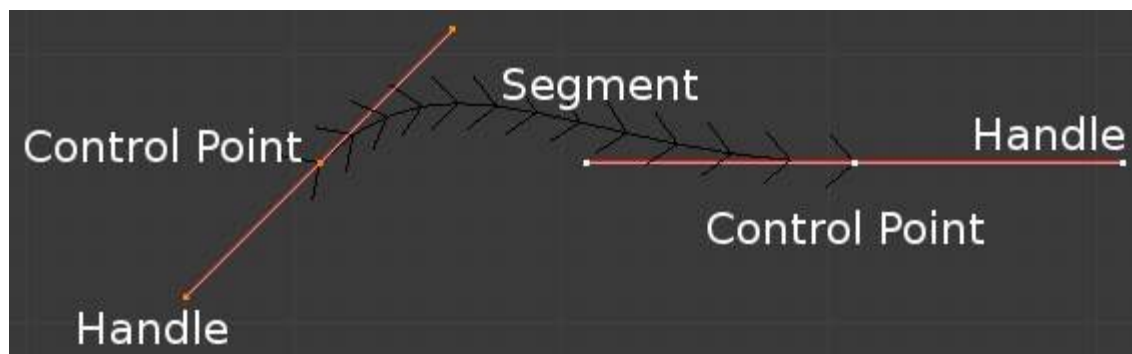 Segment
Control Point
Handle
Control Point
Handle